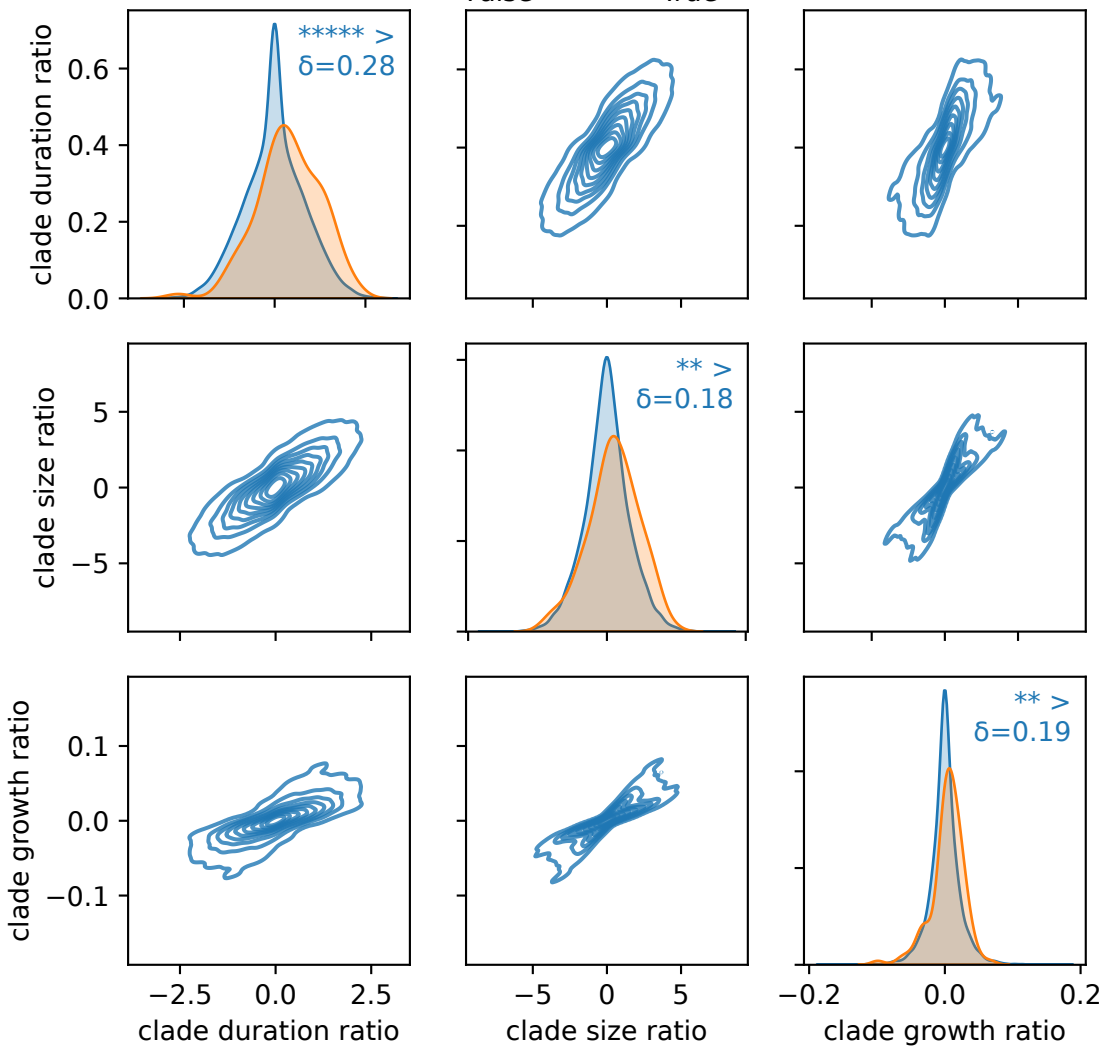 clade duration ratio
0.6
0.4
0.2
0.0
***** >
δ=0.28
clade size ratio
5
0
−5
** >
δ=0.18
clade growth ratio
0.1
0.0
−0.1
** >
δ=0.19
−2.5 0.0 2.5
−5 0 5
−0.2 0.0 0.2
clade duration ratio
clade size ratio
clade growth ratio